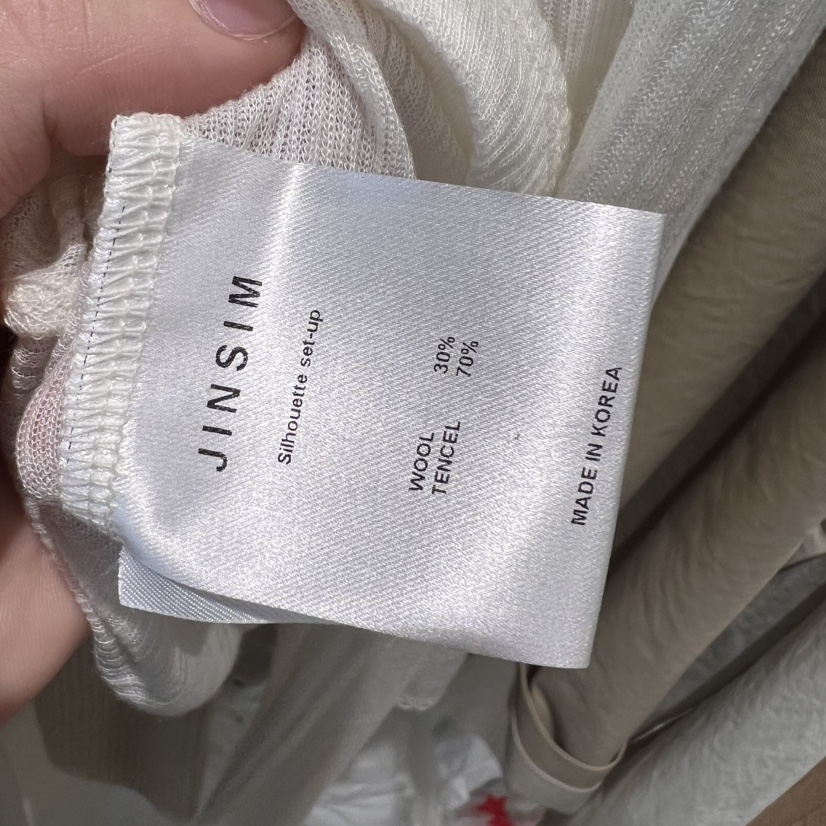 JINSIM
Silhouette set-up
WOOL 30%
TENCEL 70%
MADE IN KOREA